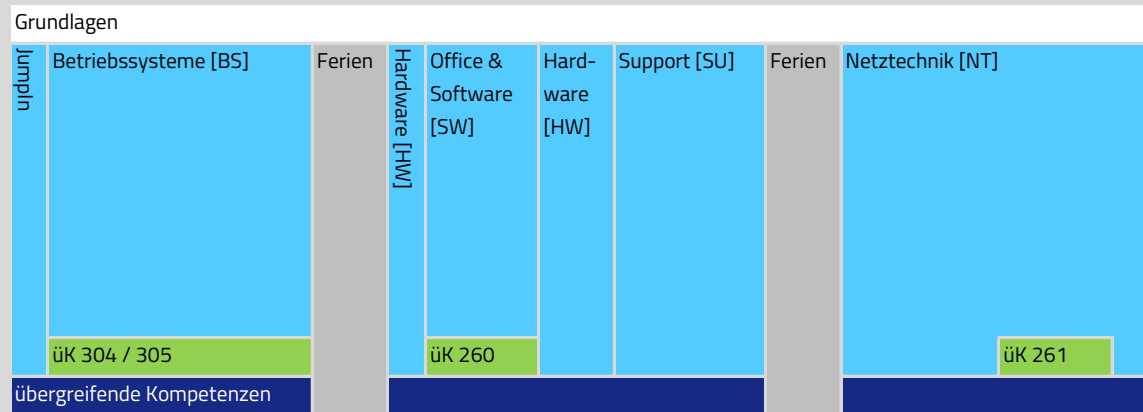 Grundlagen
JumpIn
Betriebssysteme [BS]
Ferien
Hardware [HW]
Office &
Software
[SW]
Hard-
ware
[HW]
Support [SU]
Ferien
Netztechnik [NT]
üK 304 / 305
üK 260
üK 261
übergreifende Kompetenzen